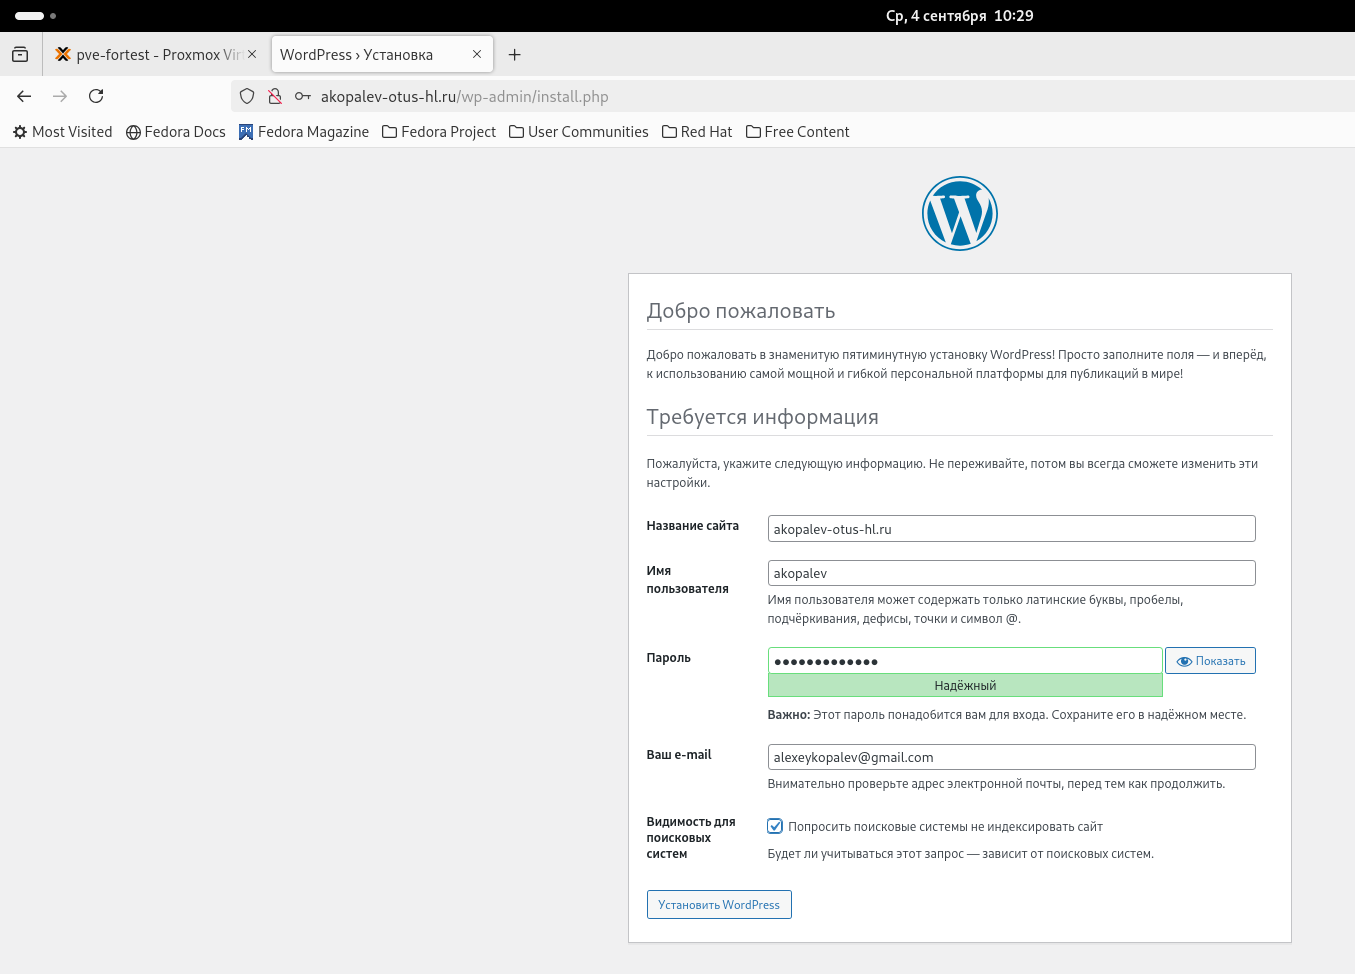 Ср, 4 сентября 10:29
pve-fortest - Proxmox Vir
WordPress › Установка
akopalev-otus-hl.ru/wp-admin/install.php
Most Visited Fedora Docs Fedora Magazine Fedora Project User Communities Red Hat Free Content
Добро пожаловать
Добро пожаловать в знаменитую пятиминутную установку WordPress! Просто заполните поля — и вперёд,
к использованию самой мощной и гибкой персональной платформы для публикаций в мире!
Требуется информация
Пожалуйста, укажите следующую информацию. Не переживайте, потом вы всегда сможете изменить эти
настройки.
Название сайта
akopalev-otus-hl.ru
Имя
пользователя
akopalev
Имя пользователя может содержать только латинские буквы, пробелы,
подчёркивания, дефисы, точки и символ @.
Пароль
●●●●●●●●●●●●●
Показать
Надёжный
Важно: Этот пароль понадобится вам для входа. Сохраните его в надёжном месте.
Ваш e-mail
alexeykopalev@gmail.com
Внимательно проверьте адрес электронной почты, перед тем как продолжить.
Видимость для
поисковых
систем
Попросить поисковые системы не индексировать сайт
Будет ли учитываться этот запрос — зависит от поисковых систем.
Установить WordPress